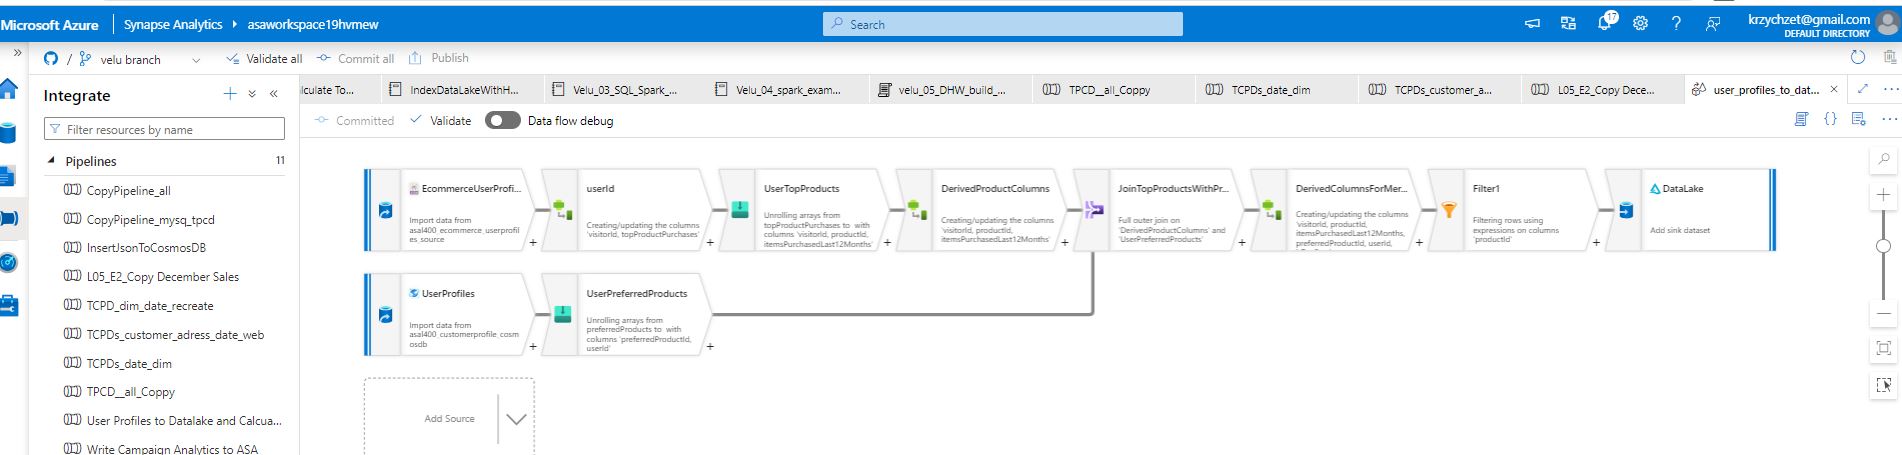 Microsoft Azure
Synapse Analytics
asaworkspace19hvmew
Search
17
krzychzet@gmail.com
DEFAULT DIRECTORY
velu branch
Validate all
Commit all
Publish
Integrate
Filter resources by name
Pipelines 11
CopyPipeline_all
CopyPipeline_mysq_tpcd
InsertJsonToCosmosDB
L05_E2_Copy December Sales
TCPD_dim_date_recreate
TCPDs_customer_adress_date_web
TCPDs_date_dim
TPCD__all_Coppy
User Profiles to Datalake and Calcua...
Write Campaign Analytics to ASA
lculate To...
IndexDataLakeWithH...
Velu_03_SQL_Spark_...
Velu_04_spark_exam...
velu_05_DHW_build_...
TPCD__all_Coppy
TCPDs_date_dim
TCPDs_customer_a...
L05_E2_Copy Dece...
user_profiles_to_dat...
Committed
Validate
Data flow debug
EcommerceUserProfi...
Import data from
asal400_ecommerce_userprofil
es_source
userId
Creating/updating the columns
'visitorId, topProductPurchases'
UserTopProducts
Unrolling arrays from
topProductPurchases to with
columns 'visitorId, productId,
itemsPurchasedLast12Months'
DerivedProductColumns
Creating/updating the columns
'visitorId, productId,
itemsPurchasedLast12Months'
JoinTopProductsWithPr...
Full outer join on
'DerivedProductColumns' and
'UserPreferredProducts'
DerivedColumnsForMer...
Creating/updating the columns
'visitorId, productId,
itemsPurchasedLast12Months,
preferredProductId, userId,
Filter1
Filtering rows using
expressions on columns
'productId'
DataLake
Add sink dataset
UserProfiles
Import data from
asal400_customerprofile_cosm
osdb
UserPreferredProducts
Unrolling arrays from
preferredProducts to with
columns 'preferredProductId,
userId'
Add Source